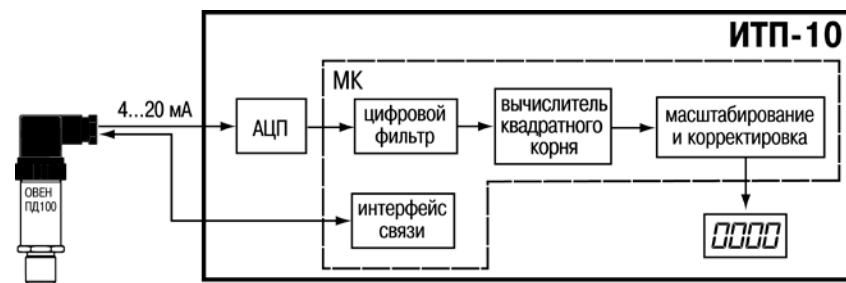 ИТП-10
МК
4...20 мА
АЦП
цифровой
фильтр
вычислитель
квадратного
корня
масштабирование
и корректировка
ОВЕН
ПД100
интерфейс
связи
0000